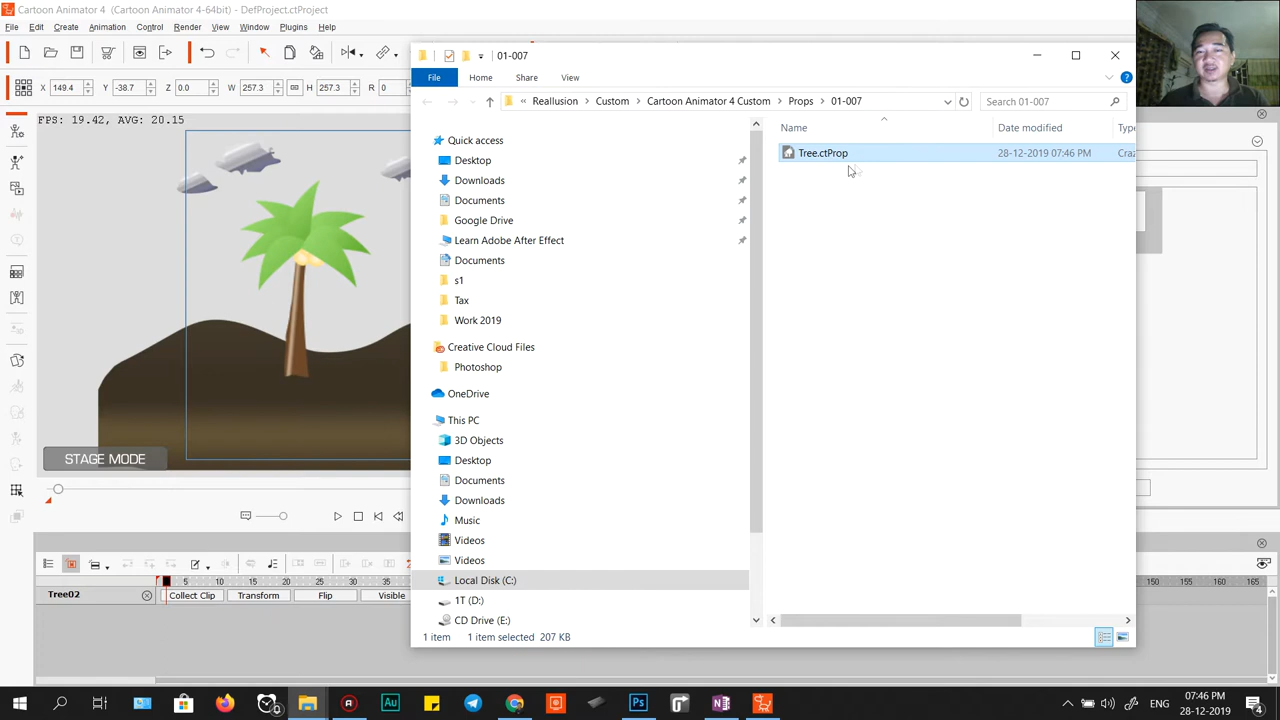 Cartoon Animator 4 (Cartoon Animator 4-64bit) - DefProject.ctProject
File Edit Create Animation Control Render View Window Plugins Help
X 149.4 Y -38.7 Z 0.0 W 257.3 H 257.3 R 0
FPS: 19.42, AVG: 20.15
STAGE MODE
01-007
File Home Share View
« Reallusion Custom Cartoon Animator 4 Custom Props 01-007
Search 01-007
Name Date modified Type
Tree.ctProp 28-12-2019 07:46 PM Craz
Quick access
Desktop
Downloads
Documents
Google Drive
Learn Adobe After Effect
Documents
s1
Tax
Work 2019
Creative Cloud Files
Photoshop
OneDrive
This PC
3D Objects
Desktop
Documents
Downloads
Music
Videos
Videos
Local Disk (C:)
1T (D:)
CD Drive (E:)
1 item 1 item selected 207 KB
5 10 15 20 25 30 35 150 155 160 165
Tree02 Collect Clip Transform Flip Visible
Au Ps N
ENG
07:46 PM
28-12-2019
4